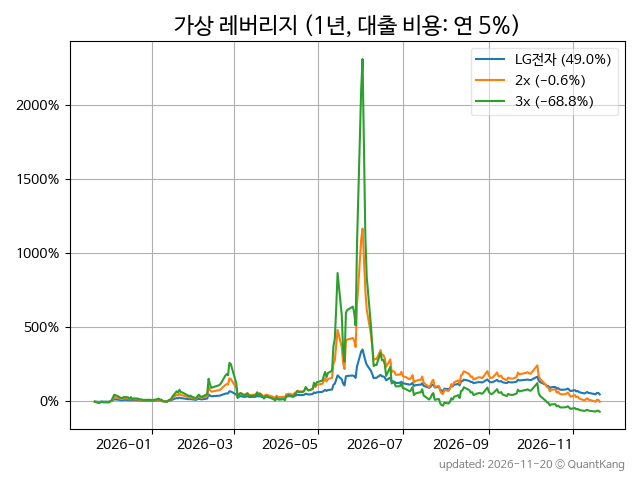 가상 레버리지 (1년, 대출 비용: 연 5%)
LG전자 (49.0%)
2x (-0.6%)
3x (-68.8%)
2000%
1500%
1000%
500%
0%
2026-01
2026-03
2026-05
2026-07
2026-09
2026-11
updated: 2026-11-20 © QuantKang